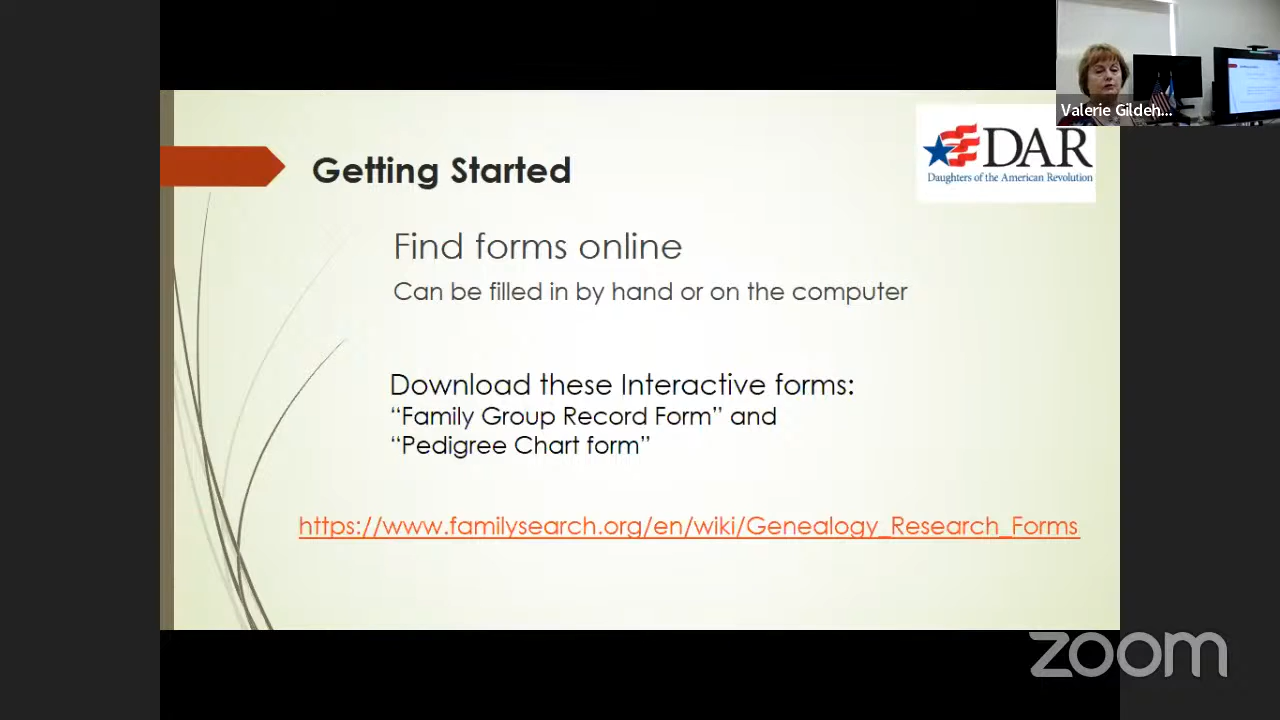 Valerie Gildeh...
DAR
Daughters of the American Revolution
Getting Started
Find forms online
Can be filled in by hand or on the computer
Download these Interactive forms:
“Family Group Record Form” and
“Pedigree Chart form”
https://www.familysearch.org/en/wiki/Genealogy_Research_Forms
zoom